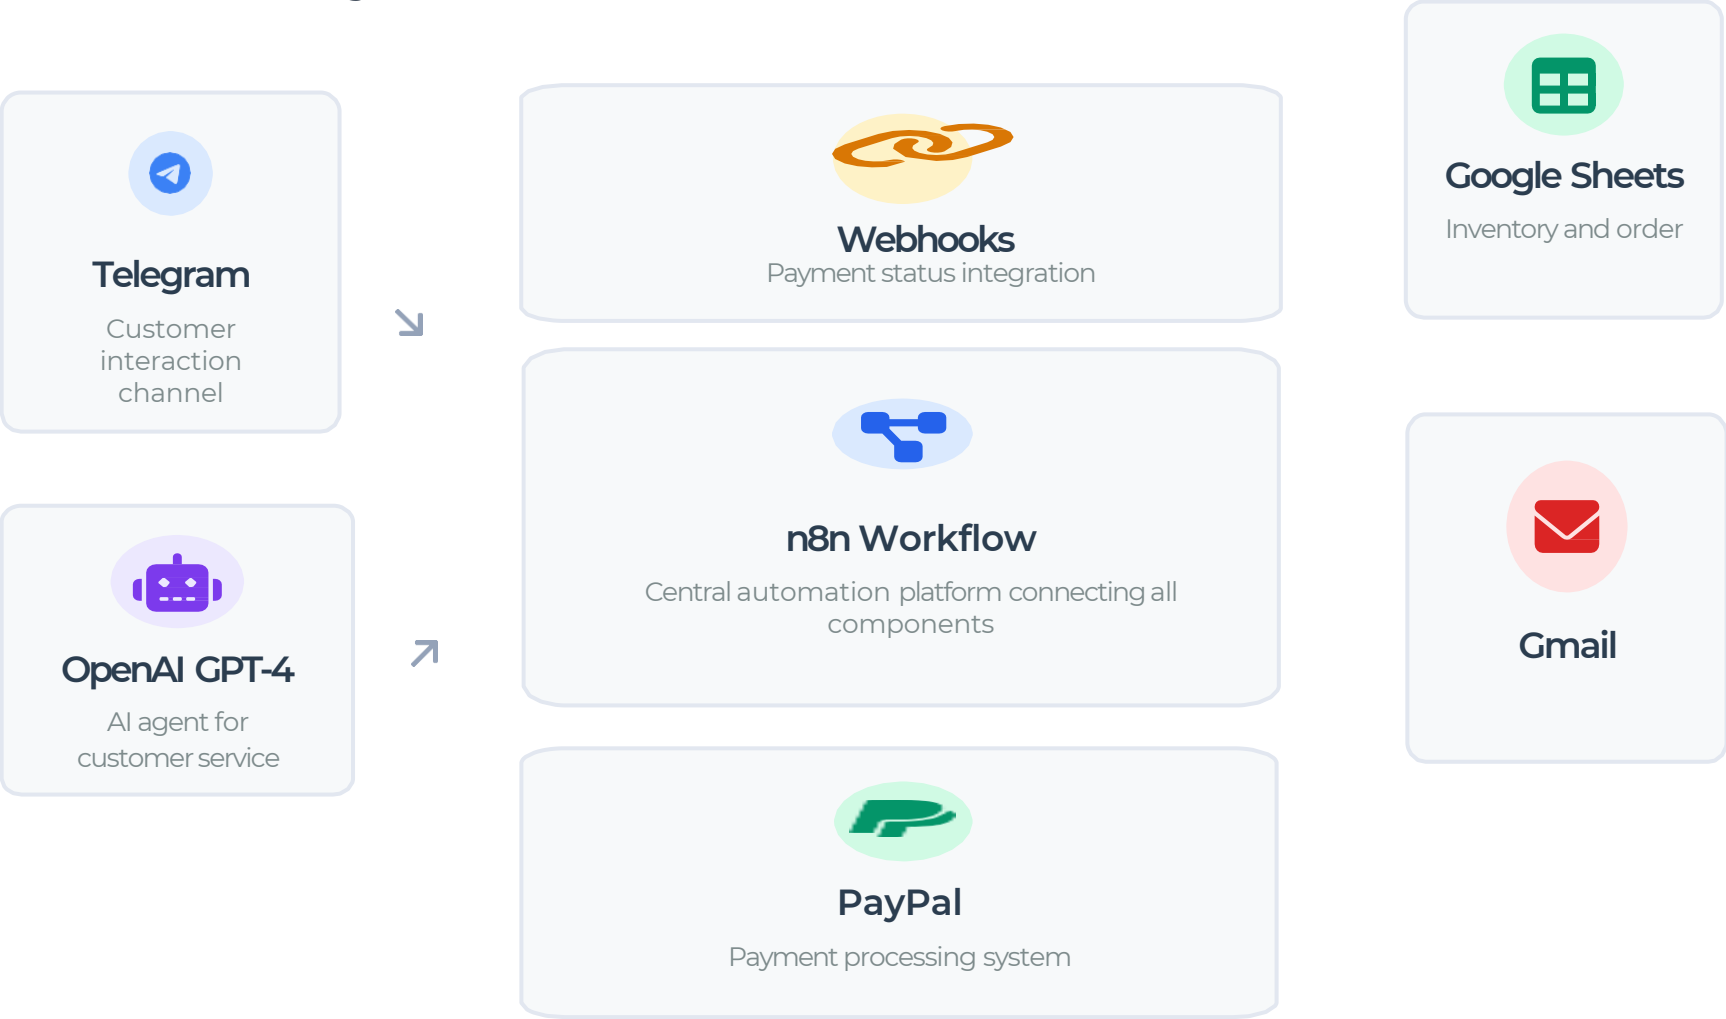 Telegram
Customer
interaction
channel
OpenAI GPT-4
AI agent for
customer service
Webhooks
Payment status integration
n8n Workflow
Central automation platform connecting all
components
PayPal
Payment processing system
Google Sheets
Inventory and order
Gmail